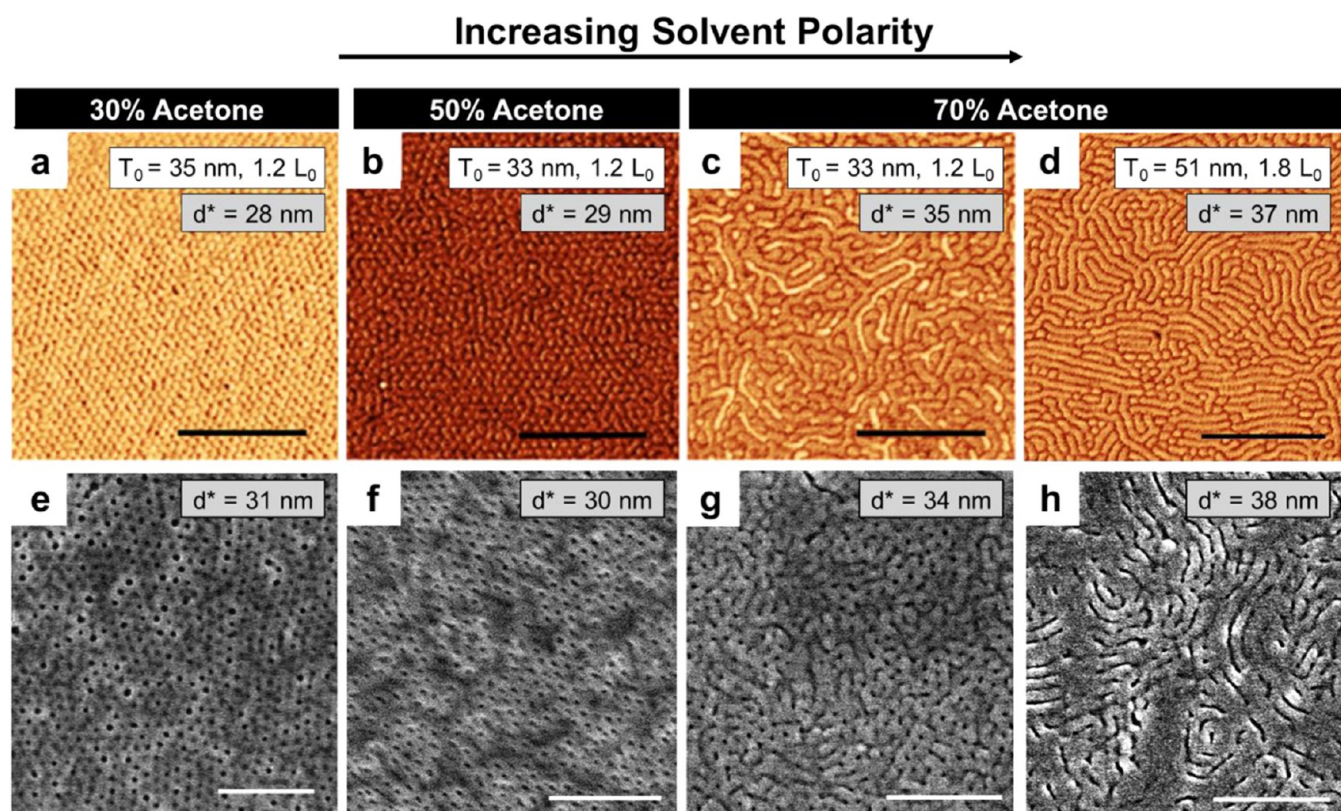 Increasing Solvent Polarity
30% Acetone
50% Acetone
70% Acetone
a
T₀ = 35 nm, 1.2 L₀
d* = 28 nm
b
T₀ = 33 nm, 1.2 L₀
d* = 29 nm
c
T₀ = 33 nm, 1.2 L₀
d* = 35 nm
d
T₀ = 51 nm, 1.8 L₀
d* = 37 nm
e
d* = 31 nm
f
d* = 30 nm
g
d* = 34 nm
h
d* = 38 nm